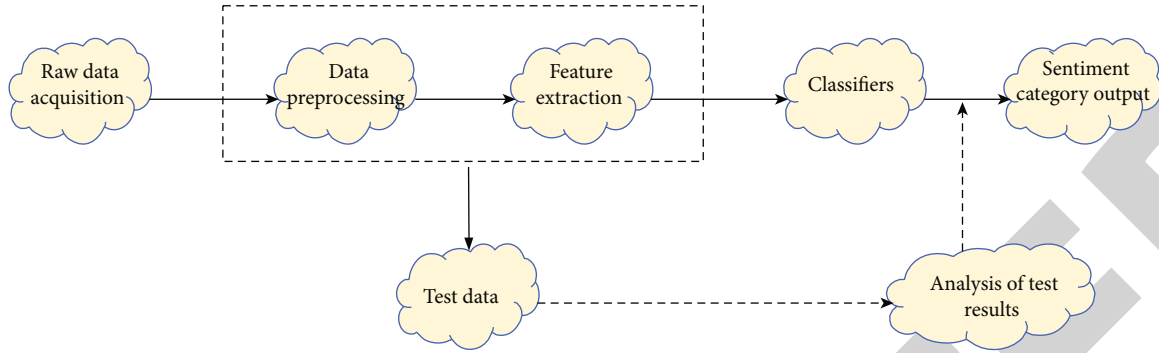 Raw data
acquisition
Data
preprocessing
Feature
extraction
Classifiers
Sentiment
category output
Test data
Analysis of test
results